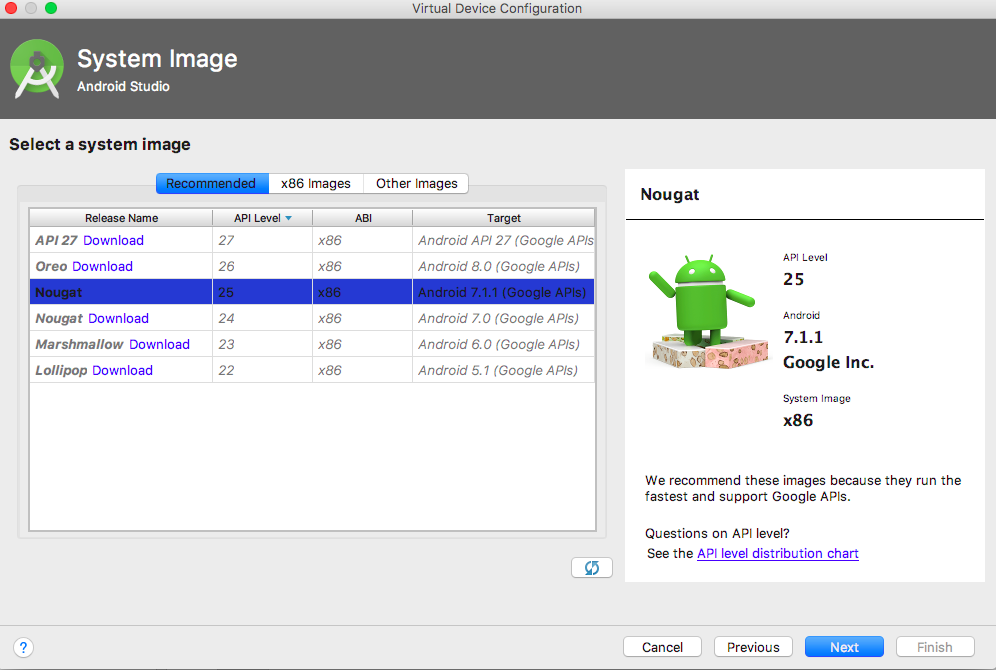 Virtual Device Configuration
System Image
Android Studio
Select a system image
Recommended x86 Images Other Images
Release Name API Level ABI Target
API 27 Download 27 x86 Android API 27 (Google APIs
Oreo Download 26 x86 Android 8.0 (Google APIs)
Nougat 25 x86 Android 7.1.1 (Google APIs)
Nougat Download 24 x86 Android 7.0 (Google APIs)
Marshmallow Download 23 x86 Android 6.0 (Google APIs)
Lollipop Download 22 x86 Android 5.1 (Google APIs)
Nougat
API Level
25
Android
7.1.1
Google Inc.
System Image
x86
We recommend these images because they run the
fastest and support Google APIs.
Questions on API level?
See the API level distribution chart
? Cancel Previous Next Finish